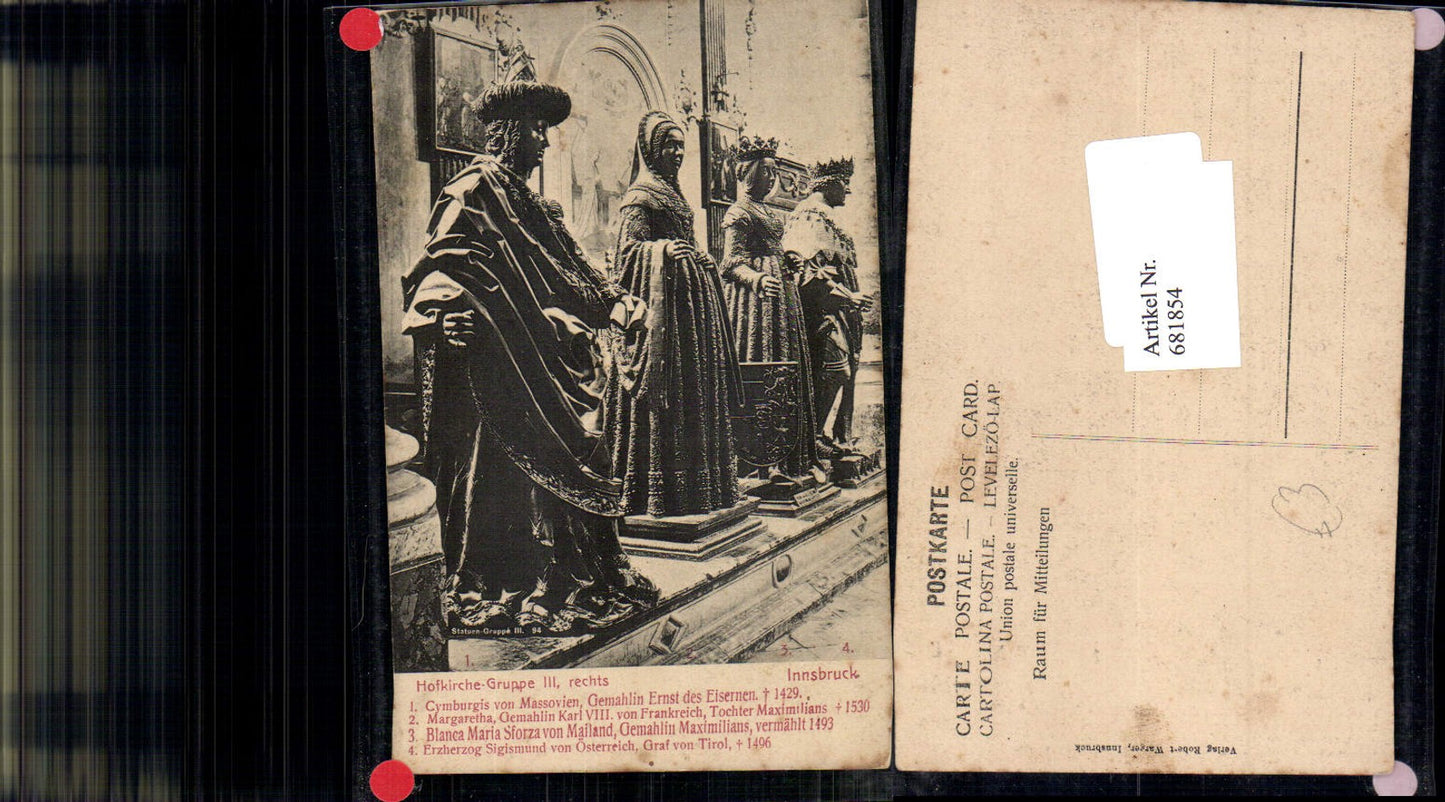 Statuen-Gruppe III. 94
1. 2. 3. 4.
Hofkirche-Gruppe III, rechts Innsbruck
1. Cymburgis von Massovien, Gemahlin Ernst des Eisernen. † 1429.
2. Margaretha, Gemahlin Karl VIII. von Frankreich, Tochter Maximilians † 1530
3. Blanca Maria Sforza von Mailand, Gemahlin Maximilians, vermählt 1493
4. Erzherzog Sigismund von Österreich, Graf von Tirol, † 1496
POSTKARTE
CARTE POSTALE. — POST CARD.
CARTOLINA POSTALE. – LEVELEZÖ-LAP
Union postale universelle.
Raum für Mitteilungen
Artikel Nr.
681854
Verlag Robert Warger, Innsbruck